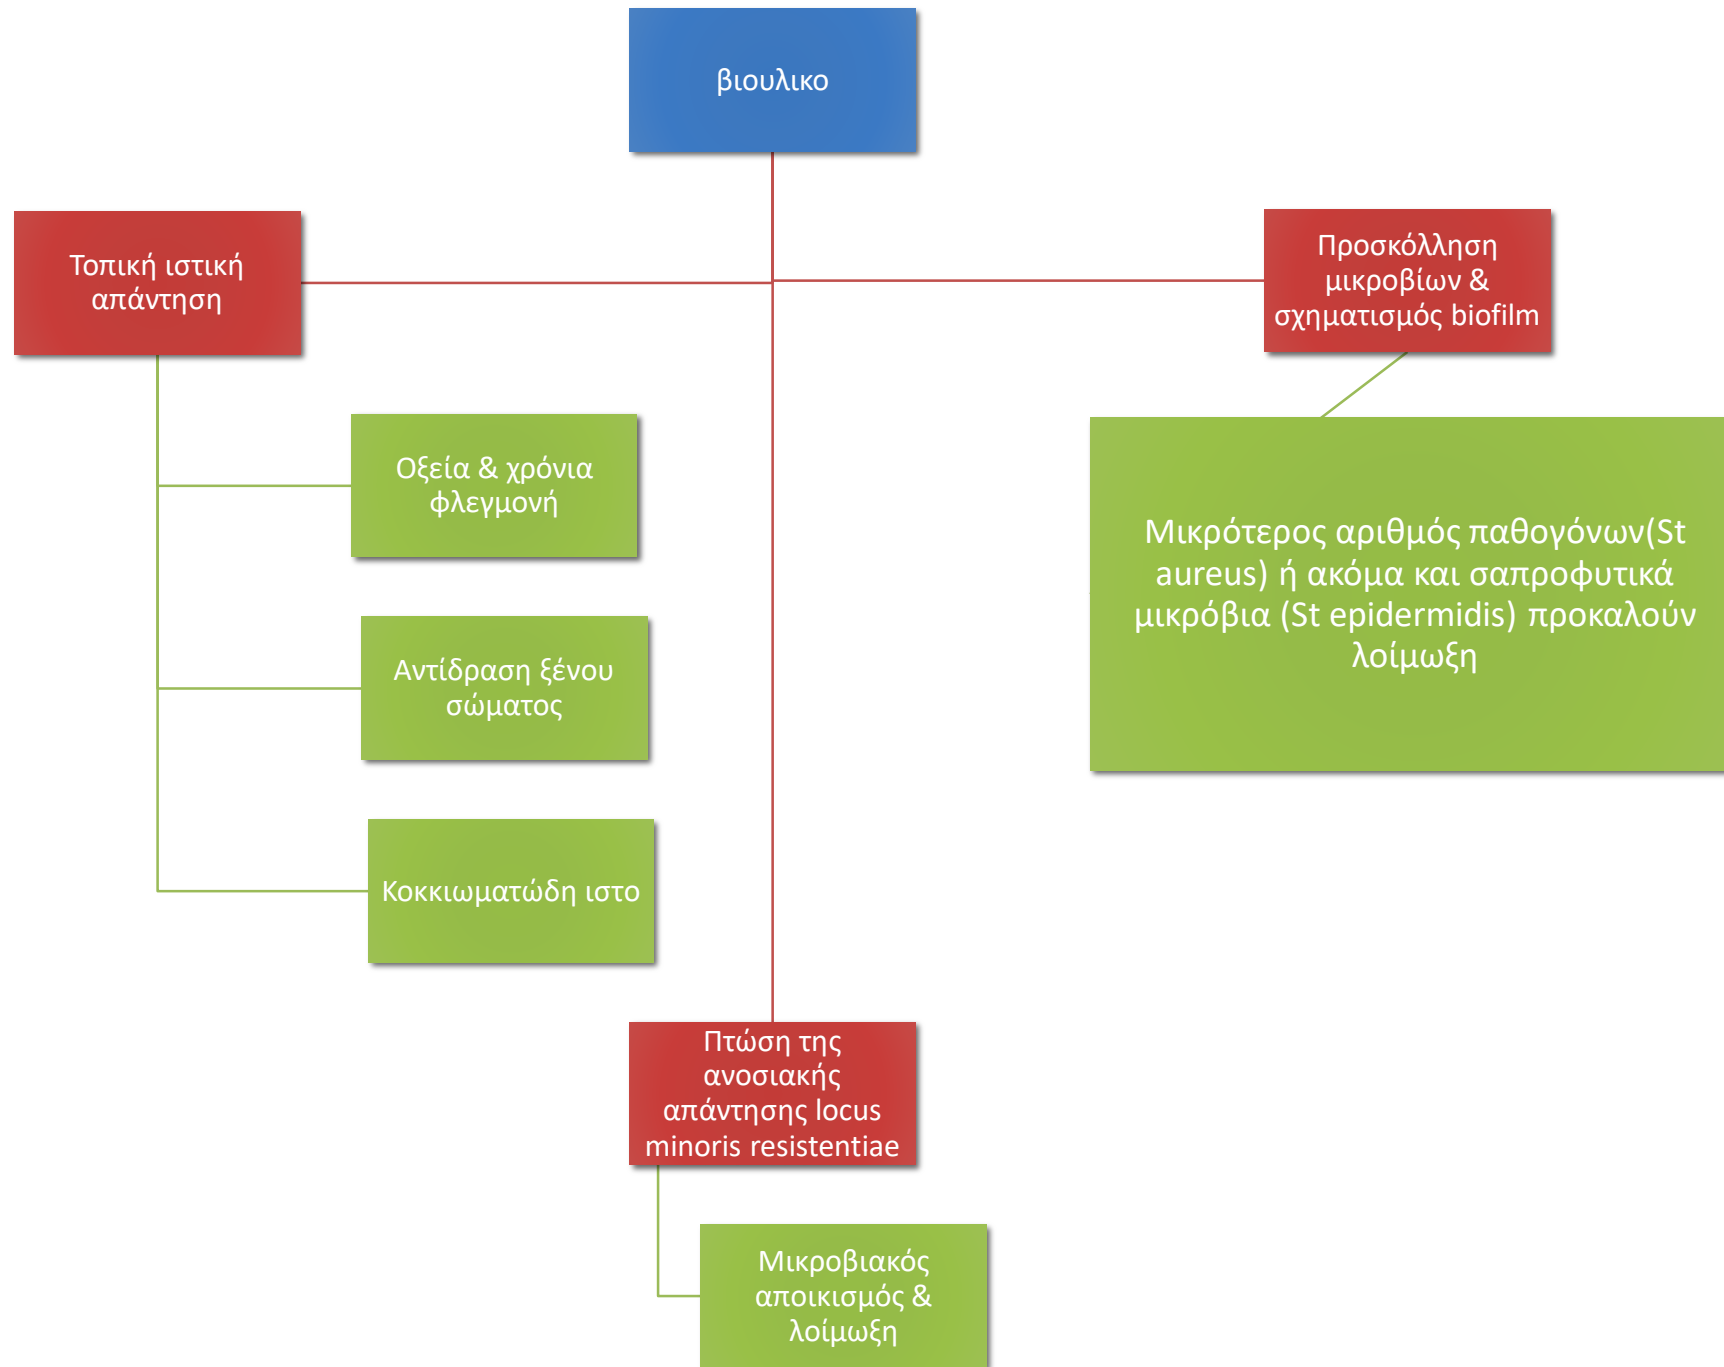 βιουλικο
Τοπική ιστική
απάντηση
Οξεία & χρόνια
φλεγμονή
Αντίδραση ξένου
σώματος
Κοκκιωματώδη ιστο
Πτώση της
ανοσιακής
απάντησης locus
minoris resistentiae
Μικροβιακός
αποικισμός &
λοίμωξη
Προσκόλληση
μικροβίων &
σχηματισμός biofilm
Μικρότερος αριθμός παθογόνων(St
aureus) ή ακόμα και σαπροφυτικά
μικρόβια (St epidermidis) προκαλούν
λοίμωξη